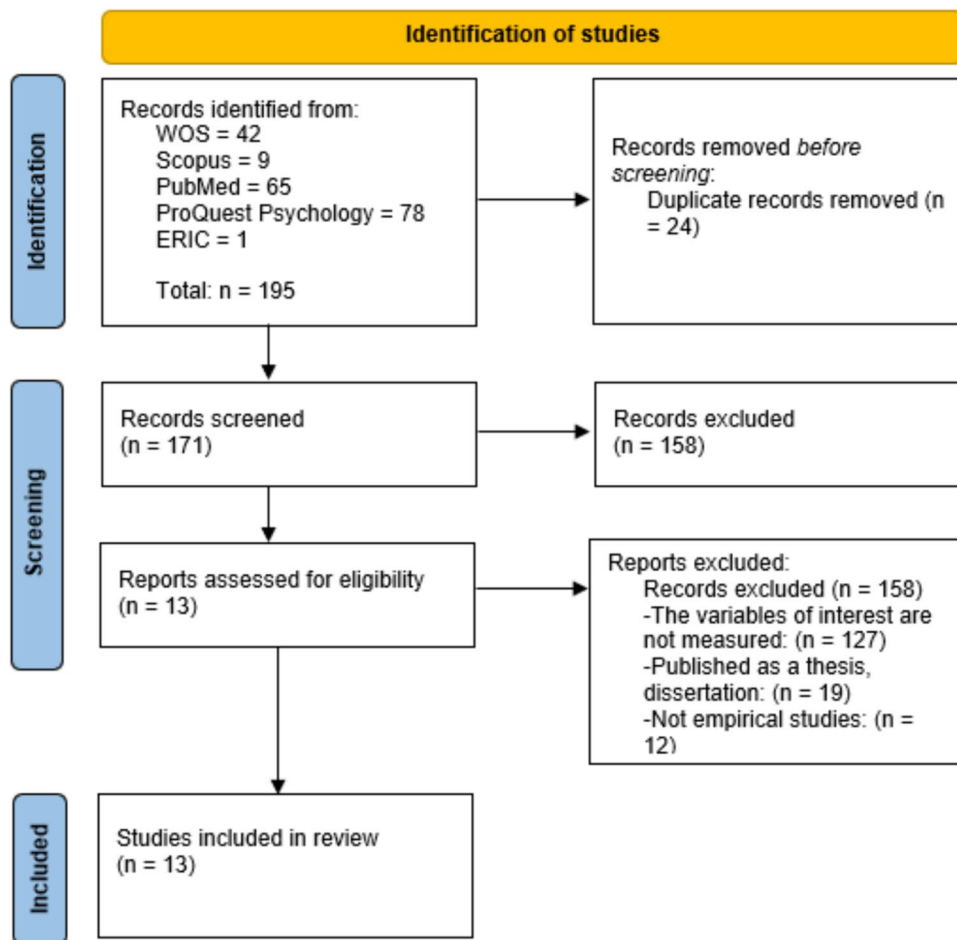 Identification of studies
Identification
Records identified from:
WOS = 42
Scopus = 9
PubMed = 65
ProQuest Psychology = 78
ERIC = 1
Total: n = 195
Records removed before
screening:
Duplicate records removed (n
= 24)
Screening
Records screened
(n = 171)
Records excluded
(n = 158)
Reports assessed for eligibility
(n = 13)
Reports excluded:
Records excluded (n = 158)
-The variables of interest are
not measured: (n = 127)
-Published as a thesis,
dissertation: (n = 19)
-Not empirical studies: (n =
12)
Included
Studies included in review
(n = 13)